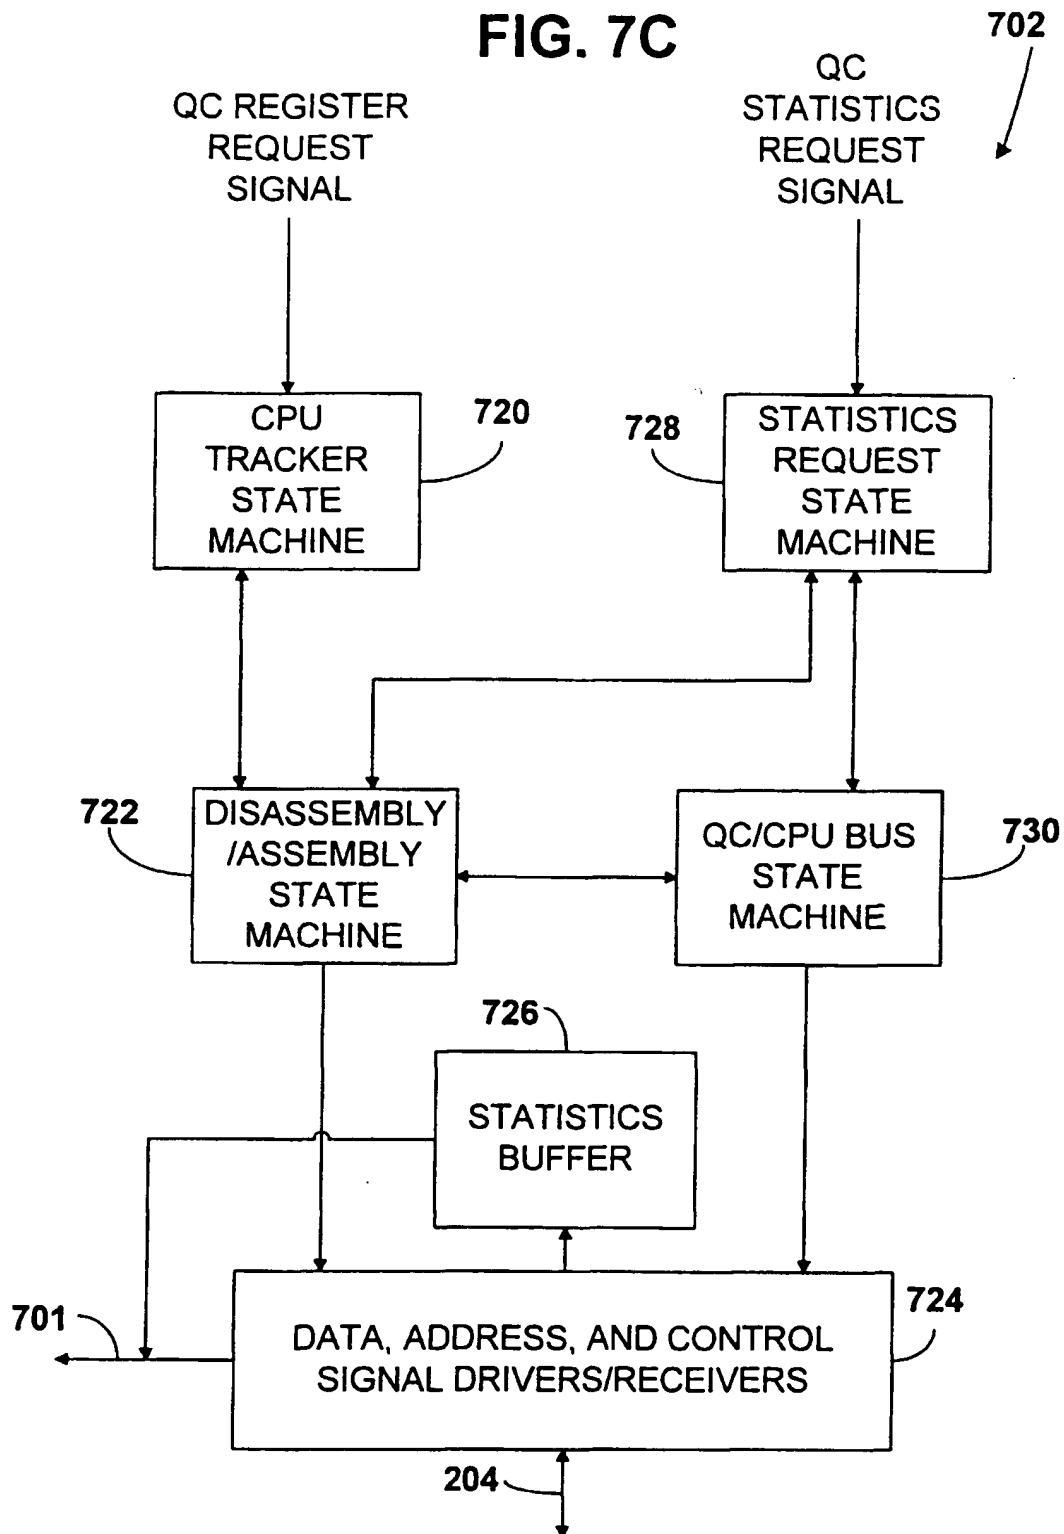 FIG. 7C
702
QC REGISTER
REQUEST
SIGNAL
QC
STATISTICS
REQUEST
SIGNAL
CPU
TRACKER
STATE
MACHINE
720
728
STATISTICS
REQUEST
STATE
MACHINE
722
DISASSEMBLY
/ASSEMBLY
STATE
MACHINE
QC/CPU BUS
STATE
MACHINE
730
726
STATISTICS
BUFFER
701
DATA, ADDRESS, AND CONTROL
SIGNAL DRIVERS/RECEIVERS
724
204